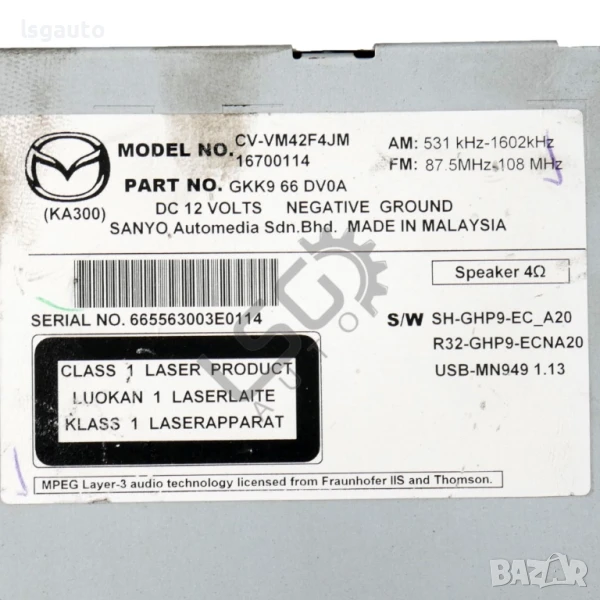 lsgauto
MODEL NO. CV-VM42F4JM
16700114
AM: 531 kHz-1602kHz
FM: 87.5MHz-108 MHz
PART NO. GKK9 66 DV0A
(KA300)
DC 12 VOLTS NEGATIVE GROUND
SANYO Automedia Sdn.Bhd. MADE IN MALAYSIA
Speaker 4Ω
SERIAL NO. 665563003E0114
S/W SH-GHP9-EC_A20
R32-GHP9-ECNA20
USB-MN949 1.13
CLASS 1 LASER PRODUCT
LUOKAN 1 LASERLAITE
KLASS 1 LASERAPPARAT
MPEG Layer-3 audio technology licensed from Fraunhofer IIS and Thomson.
LSG
AUTO
BAZAR